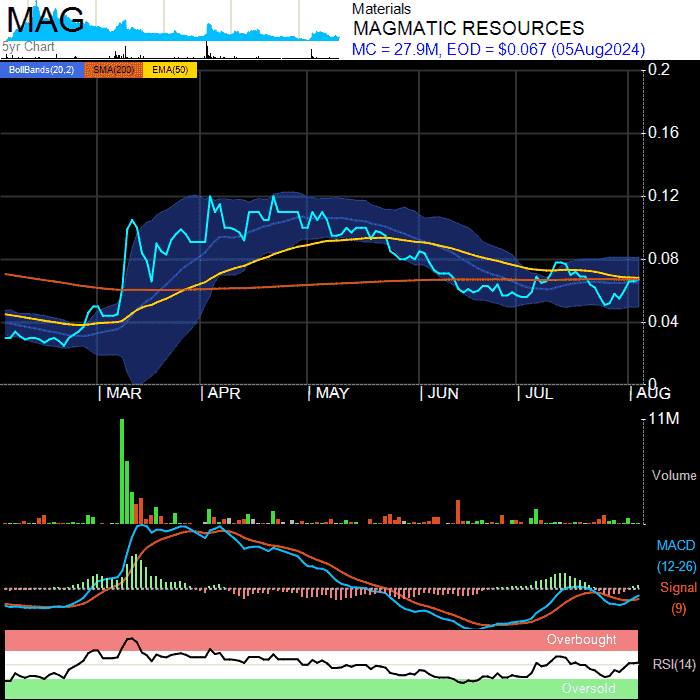 MAG
5yr Chart
Materials
MAGMATIC RESOURCES
MC = 27.9M, EOD = $0.067 (05Aug2024)
BollBands(20,2) SMA(200) EMA(50)
0.2
0.16
0.12
0.08
0.04
0
MAR APR MAY JUN JUL AUG
11M
Volume
MACD
(12-26)
Signal
(9)
Overbought
RSI(14)
Oversold